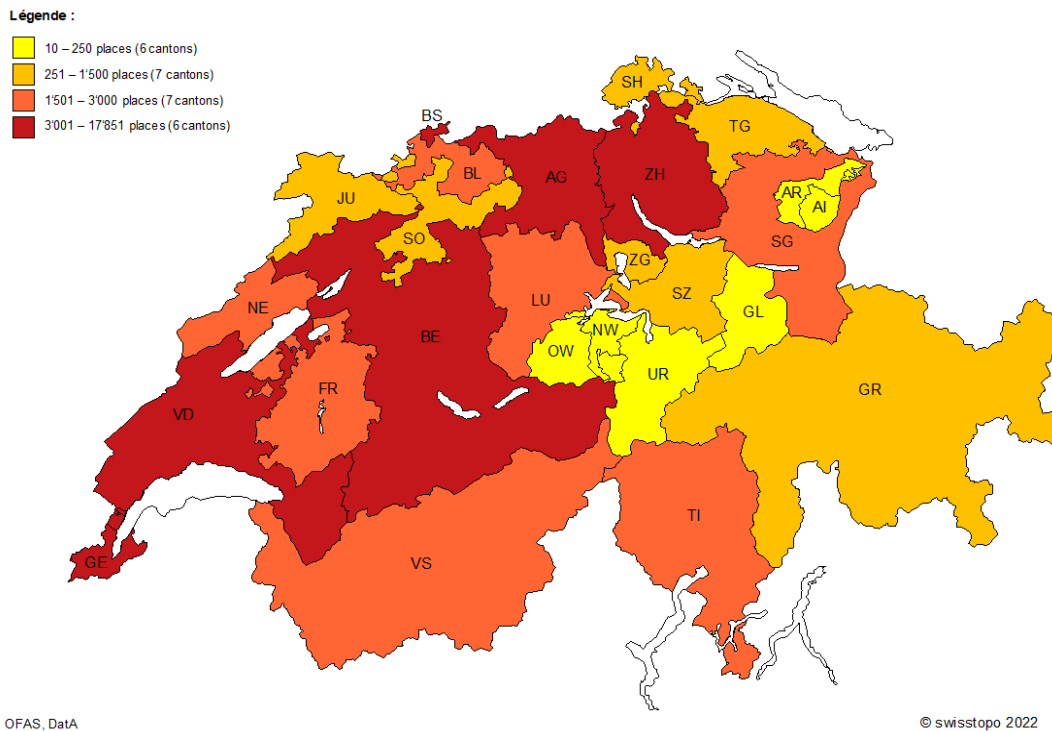 Légende :
10 – 250 places (6 cantons)
251 – 1'500 places (7 cantons)
1'501 – 3'000 places (7 cantons)
3'001 – 17'851 places (6 cantons)
SH
BS
TG
BL
AG
ZH
JU
AR
AI
SO
SG
ZG
SZ
NE
LU
GL
NW
BE
OW
UR
FR
GR
VD
TI
GE
VS
OFAS, DatA
© swisstopo 2022